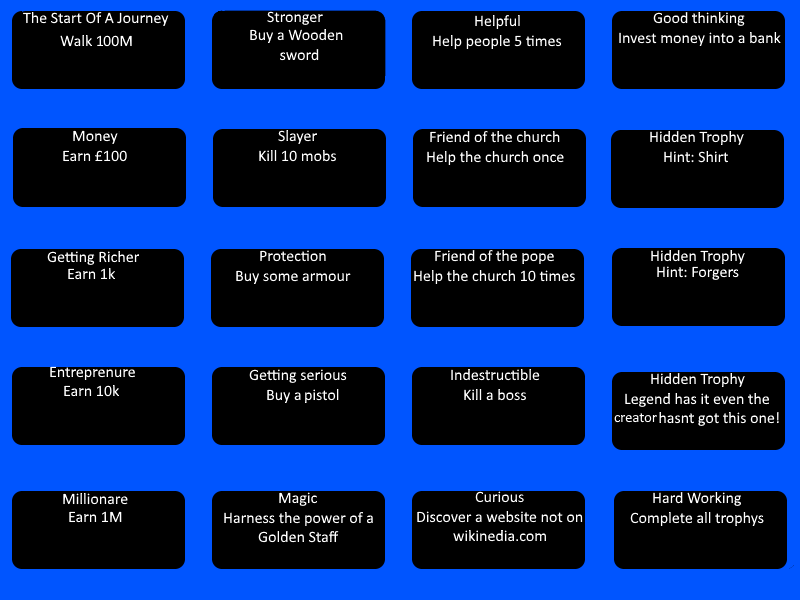 The Start Of A Journey
Walk 100M
Stronger
Buy a Wooden
sword
Helpful
Help people 5 times
Good thinking
Invest money into a bank
Money
Earn £100
Slayer
Kill 10 mobs
Friend of the church
Help the church once
Hidden Trophy
Hint: Shirt
Getting Richer
Earn 1k
Protection
Buy some armour
Friend of the pope
Help the church 10 times
Hidden Trophy
Hint: Forgers
Entreprenure
Earn 10k
Getting serious
Buy a pistol
Indestructible
Kill a boss
Hidden Trophy
Legend has it even the
creator hasnt got this one!
Millionare
Earn 1M
Magic
Harness the power of a
Golden Staff
Curious
Discover a website not on
wikinedia.com
Hard Working
Complete all trophys